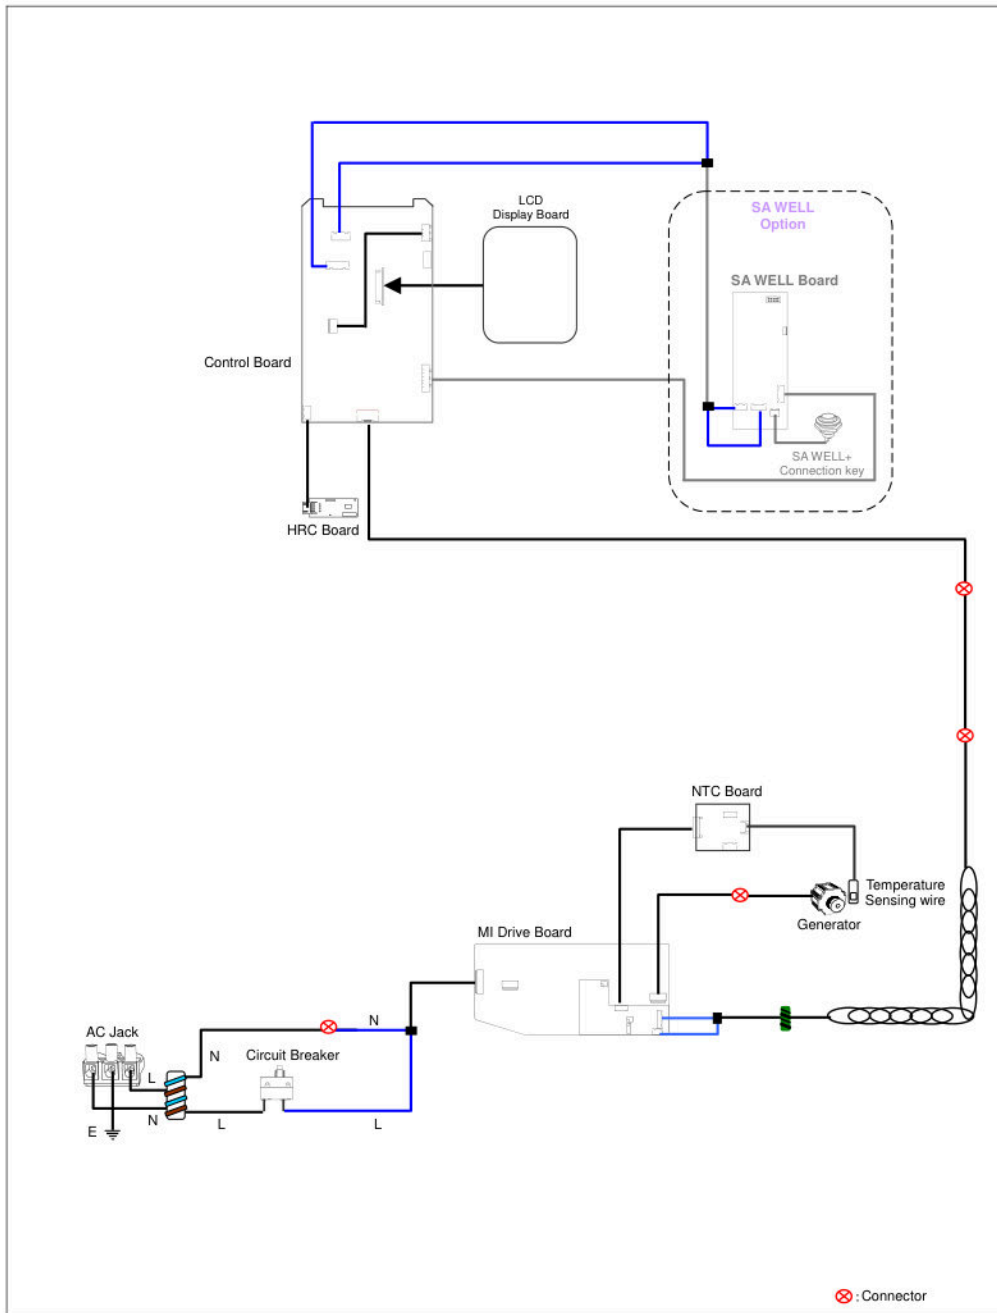 LCD
Display Board
SA WELL
Option
SA WELL Board
Control Board
SA WELL+
Connection key
HRC Board
NTC Board
Temperature
Sensing wire
Generator
MI Drive Board
N
AC Jack
N
Circuit Breaker
L
N
L
L
E
: Connector